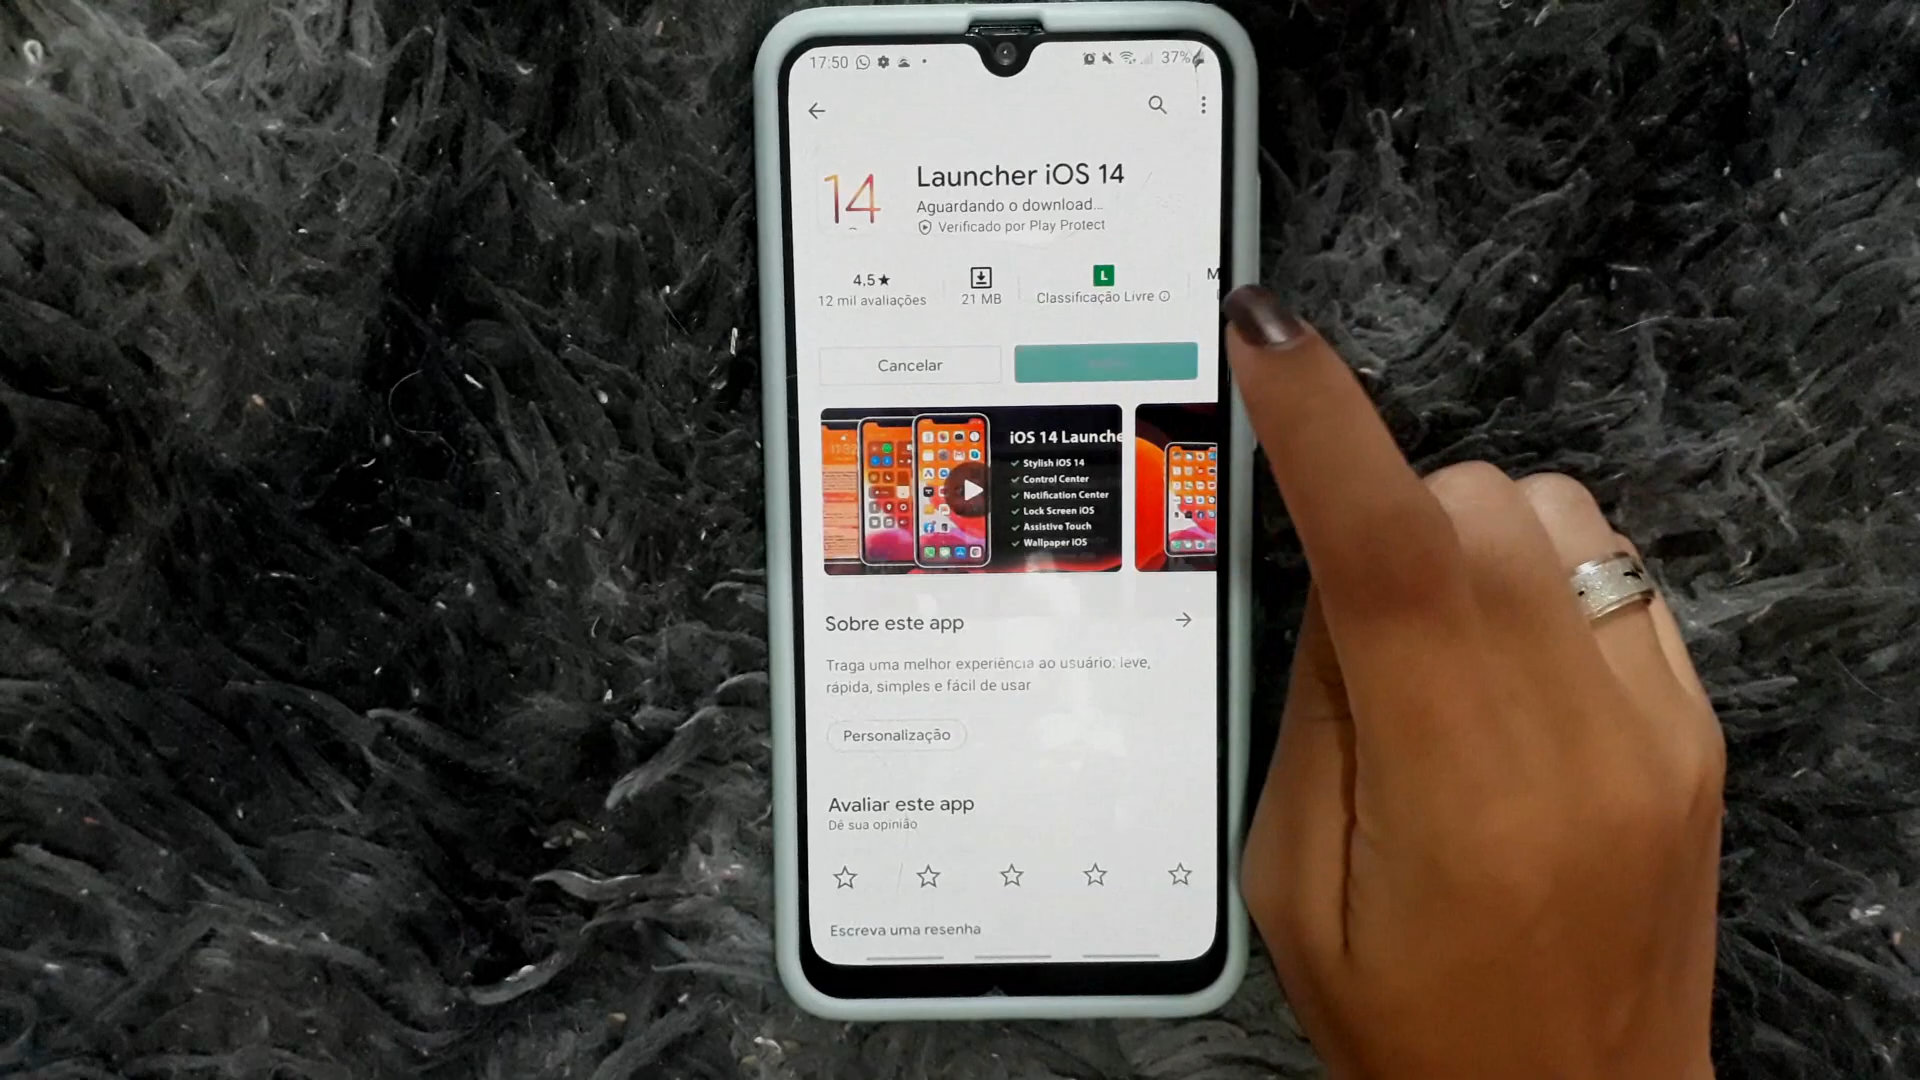 17:50
37%
14
Launcher iOS 14
Aguardando o download...
Verificado por Play Protect
4,5★
12 mil avaliações
21 MB
L
Classificação Livre
M
Cancelar
iOS 14 Launche
Stylish iOS 14
Control Center
Notification Center
Lock Screen iOS
Assistive Touch
Wallpaper iOS
Sobre este app
Traga uma melhor experiência ao usuário: leve,
rápida, simples e fácil de usar
Personalização
Avaliar este app
Dê sua opinião
Escreva uma resenha